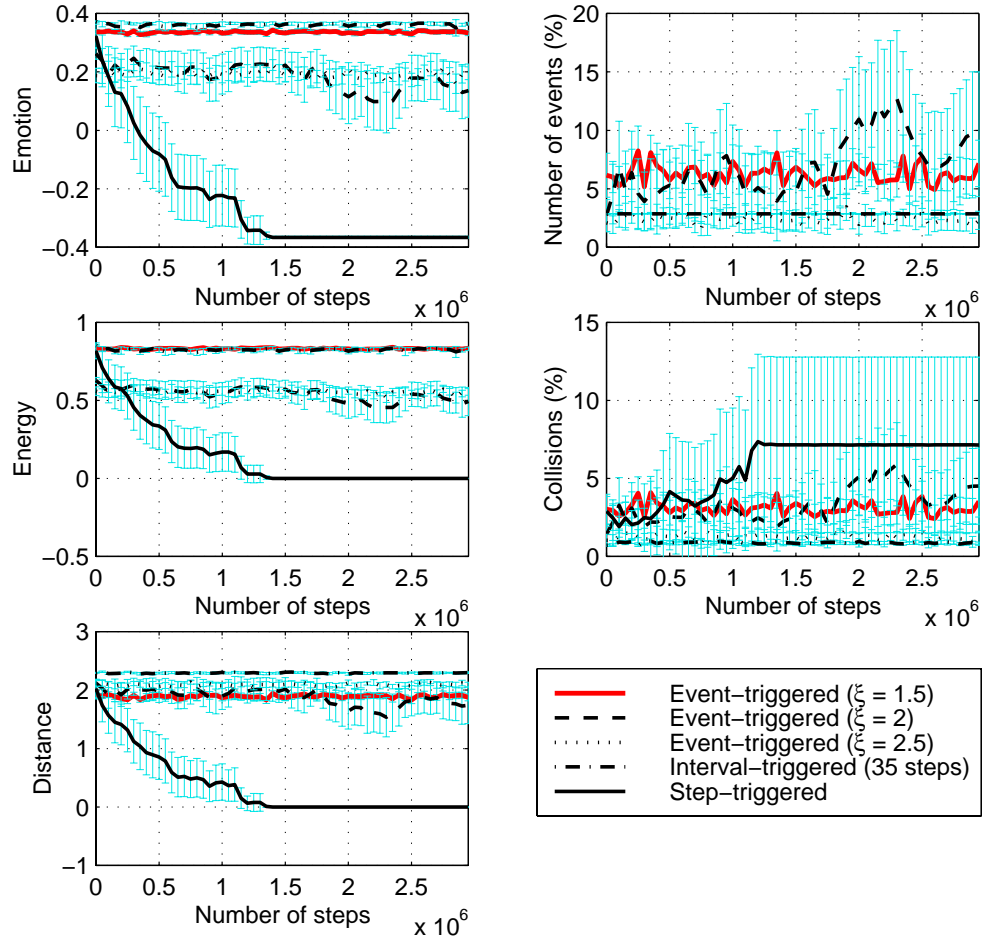 0.4
0.2
0
−0.2
−0.4
Emotion
0
0.5
1
1.5
2
2.5
Number of steps
x 10^6
20
15
10
5
0
Number of events (%)
0
0.5
1
1.5
2
2.5
Number of steps
x 10^6
1
0.5
0
−0.5
Energy
0
0.5
1
1.5
2
2.5
Number of steps
x 10^6
15
10
5
0
Collisions (%)
0
0.5
1
1.5
2
2.5
Number of steps
x 10^6
3
2
1
0
−1
Distance
0
0.5
1
1.5
2
2.5
Number of steps
x 10^6
Event−triggered (ξ = 1.5)
Event−triggered (ξ = 2)
Event−triggered (ξ = 2.5)
Interval−triggered (35 steps)
Step−triggered